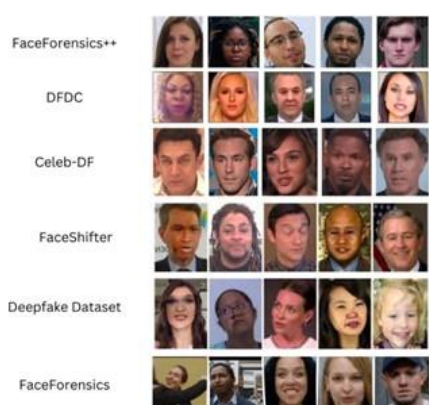 FaceForensics++
DFDC
Celeb-DF
FaceShifter
Deepfake Dataset
FaceForensics